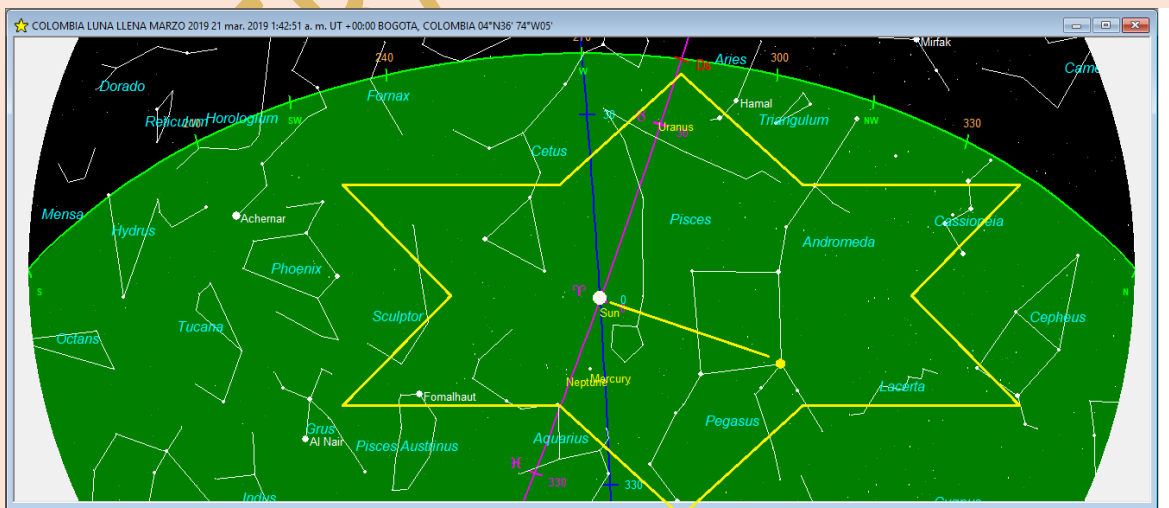 COLOMBIA LUNA LLENA MARZO 2019 21 mar. 2019 1:42:51 a. m. UT +00:00 BOGOTA, COLOMBIA 04°N36' 74°W05'
Mirfak
240
Aries
300
Ds
Dorado
W
Fornax
Hamal
Reticulum
Horologium
SW
Triangulum
NW
330
30
Uranus
30
Cetus
Mensa
Achernar
Pisces
Cassiopeia
Hydrus
Andromeda
Phoenix
S
N
♈
0
Sun
Sculptor
Cepheus
Tucana
Octans
Neptune
Mercury
Lacerta
Fomalhaut
Pegasus
Grus
Al Nair
Pisces Austrinus
Aquarius
♓
330
330
Indus